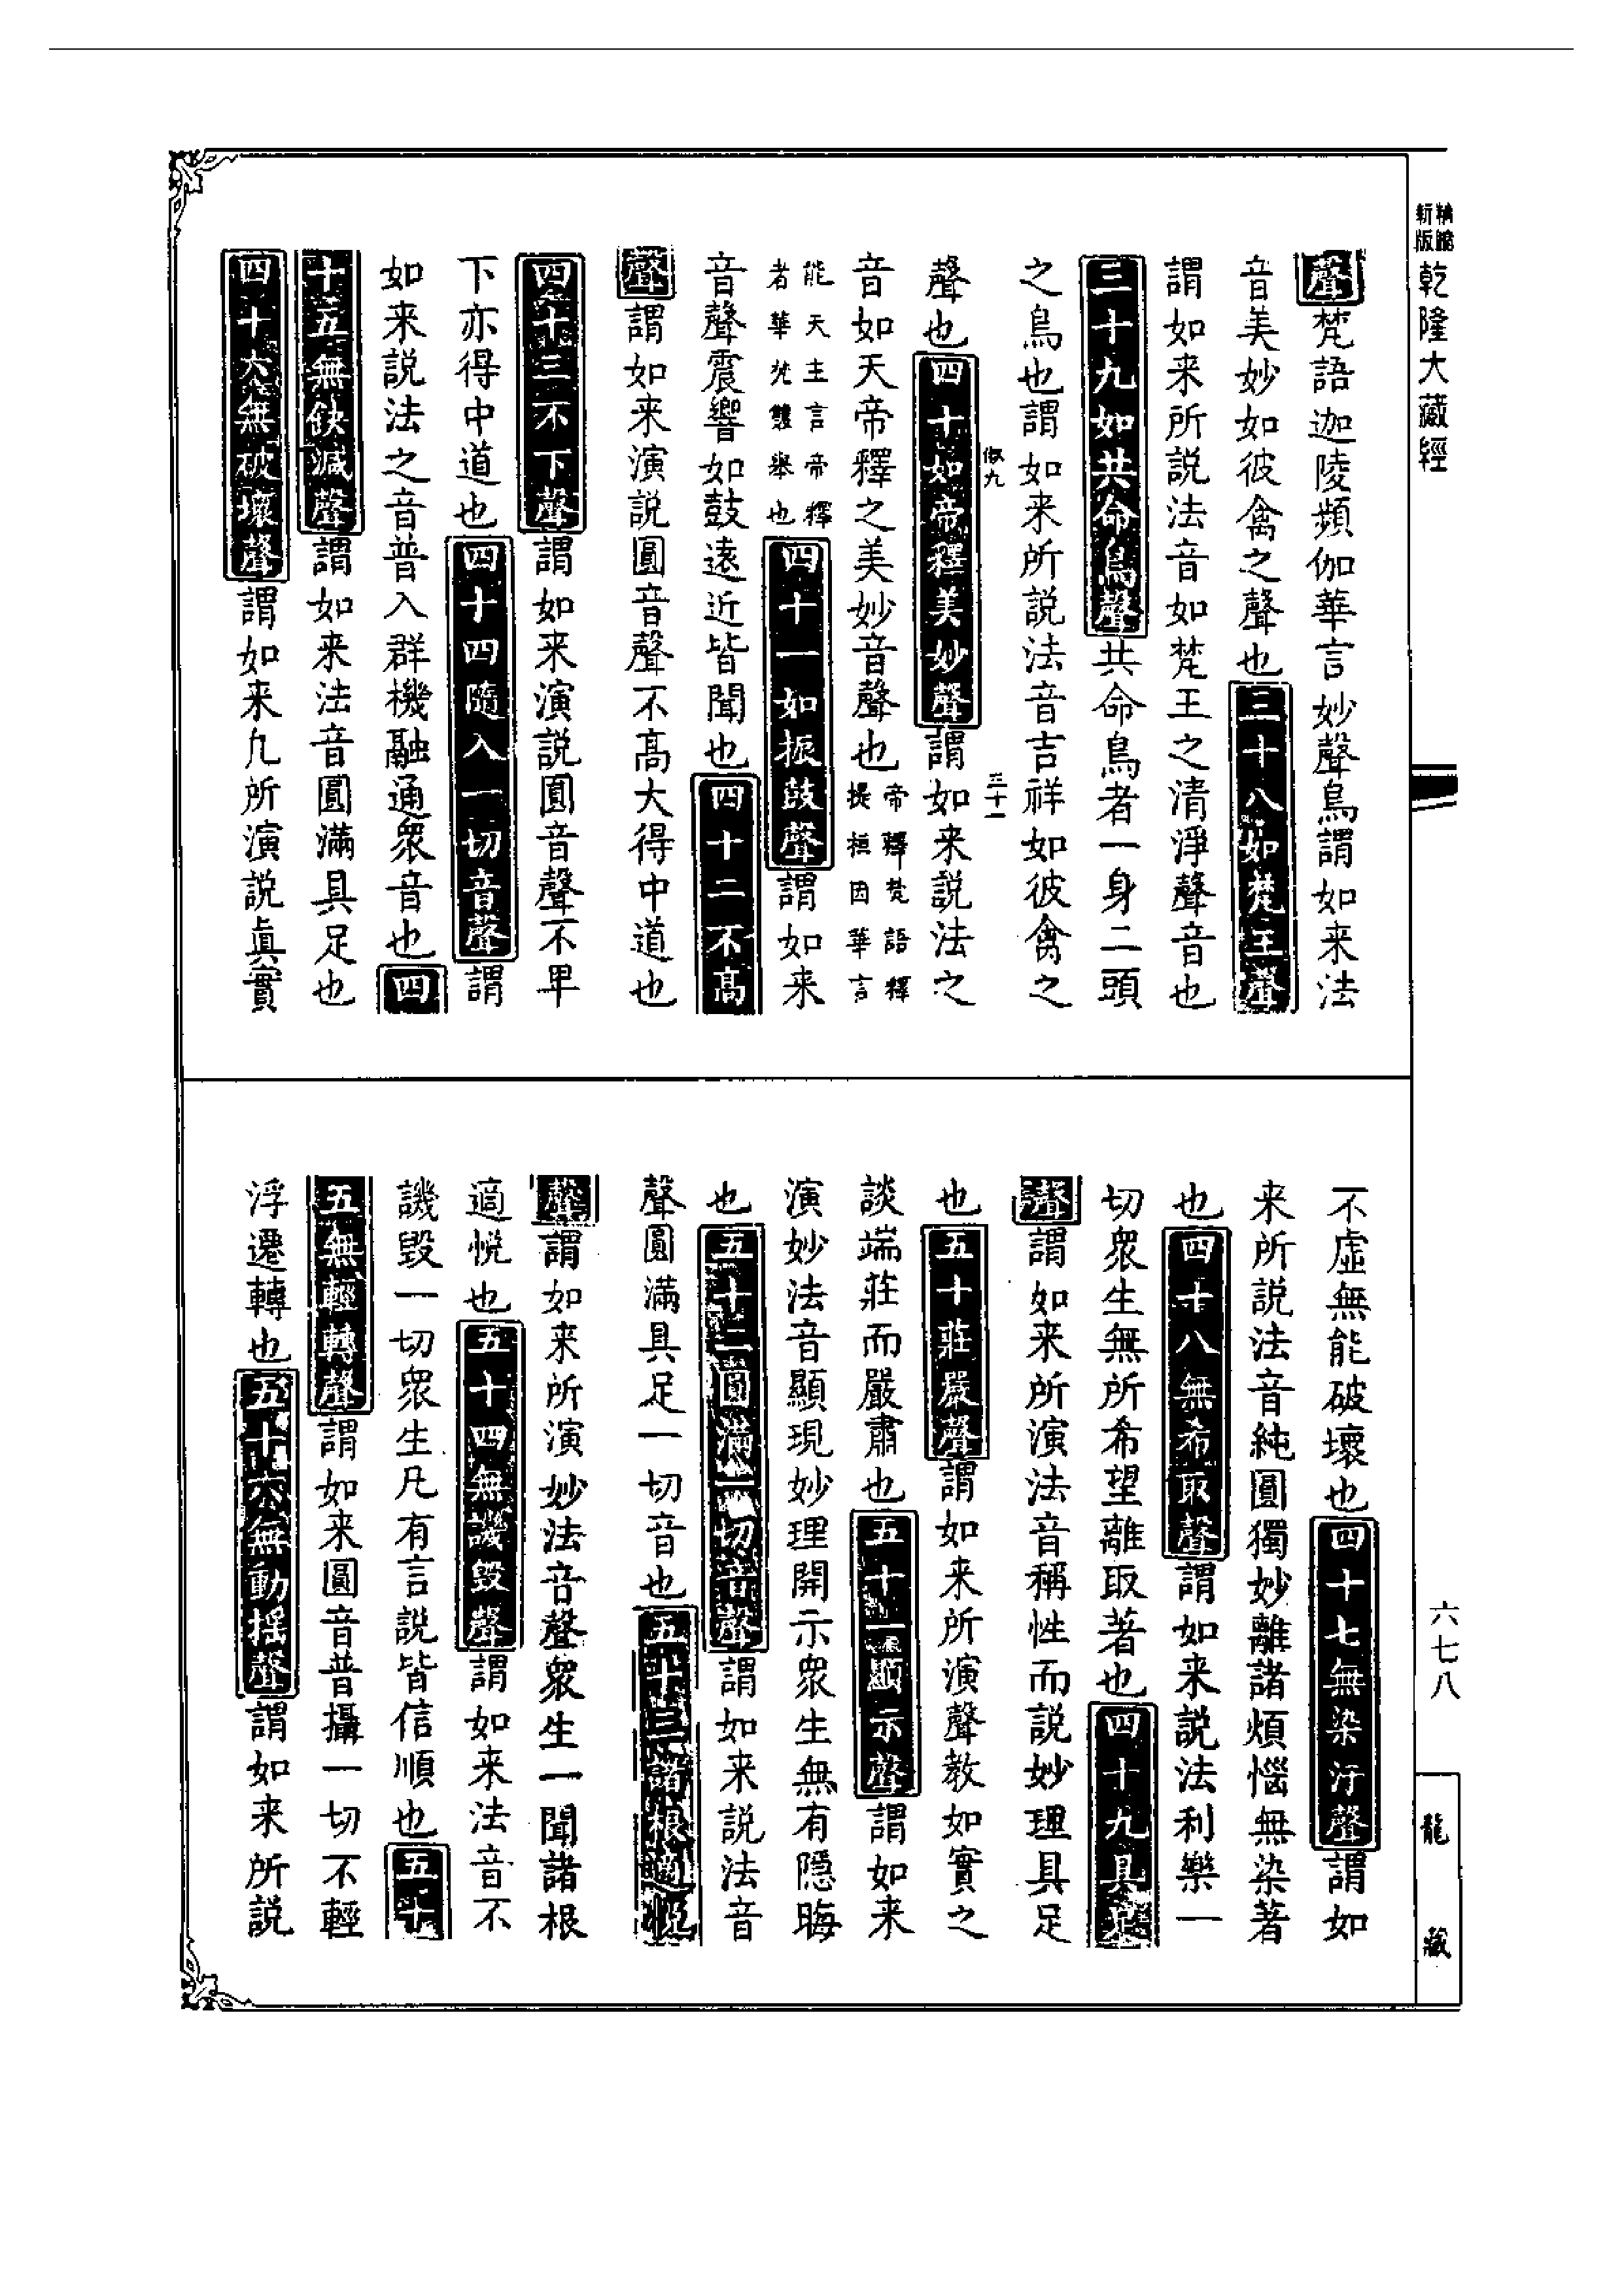 精鑴
新版
乾隆大藏經
聲梵語迦陵頻伽華言妙聲鳥謂如来法
音美妙如彼禽之聲也三十八如梵王聲
謂如来所説法音如梵王之清淨聲音也
三十九如共命鳥聲共命鳥者一身二頭
之鳥也謂如来所説法音吉祥如彼禽之
聲也四十如帝釋美妙聲謂如来説法之
音如天帝釋之美妙音聲也帝釋梵語釋
提桓因華言
能天主言帝釋
者華梵雙舉也四十一如振鼓聲謂如来
音聲震響如鼓遠近皆聞也四十二不高
聲謂如来演説圓音聲不高大得中道也
四十三不下聲謂如来演説圓音聲不卑
下亦得中道也四十四隨入一切音聲謂
如来説法之音普入群機融通衆音也四
十五無缺減聲謂如来法音圓滿具足也
四十六無破壞聲謂如来凡所演説真實
不虛無能破壞也四十七無染汙聲謂如
来所説法音純圓獨妙離諸煩惱無染著
也四十八無希取聲謂如来説法利樂一
切衆生無所希望離取著也四十九具足
聲謂如来所演法音稱性而説妙理具足
也五十莊嚴聲謂如来所演聲教如實之
談端莊而嚴肅也五十一顯示聲謂如来
演妙法音顯現妙理開示衆生無有隱晦
也五十二圓滿一切音聲謂如来説法音
聲圓滿具足一切音也五十三諸根適悦
聲謂如来所演妙法音聲衆生一聞諸根
適悦也五十四無譏毀聲謂如来法音不
譏毀一切衆生凡有言説皆信順也五十
五無輕轉聲謂如来圓音普攝一切不輕
浮遷轉也五十六無動揺聲謂如来所説
三十一
六七八
龍藏